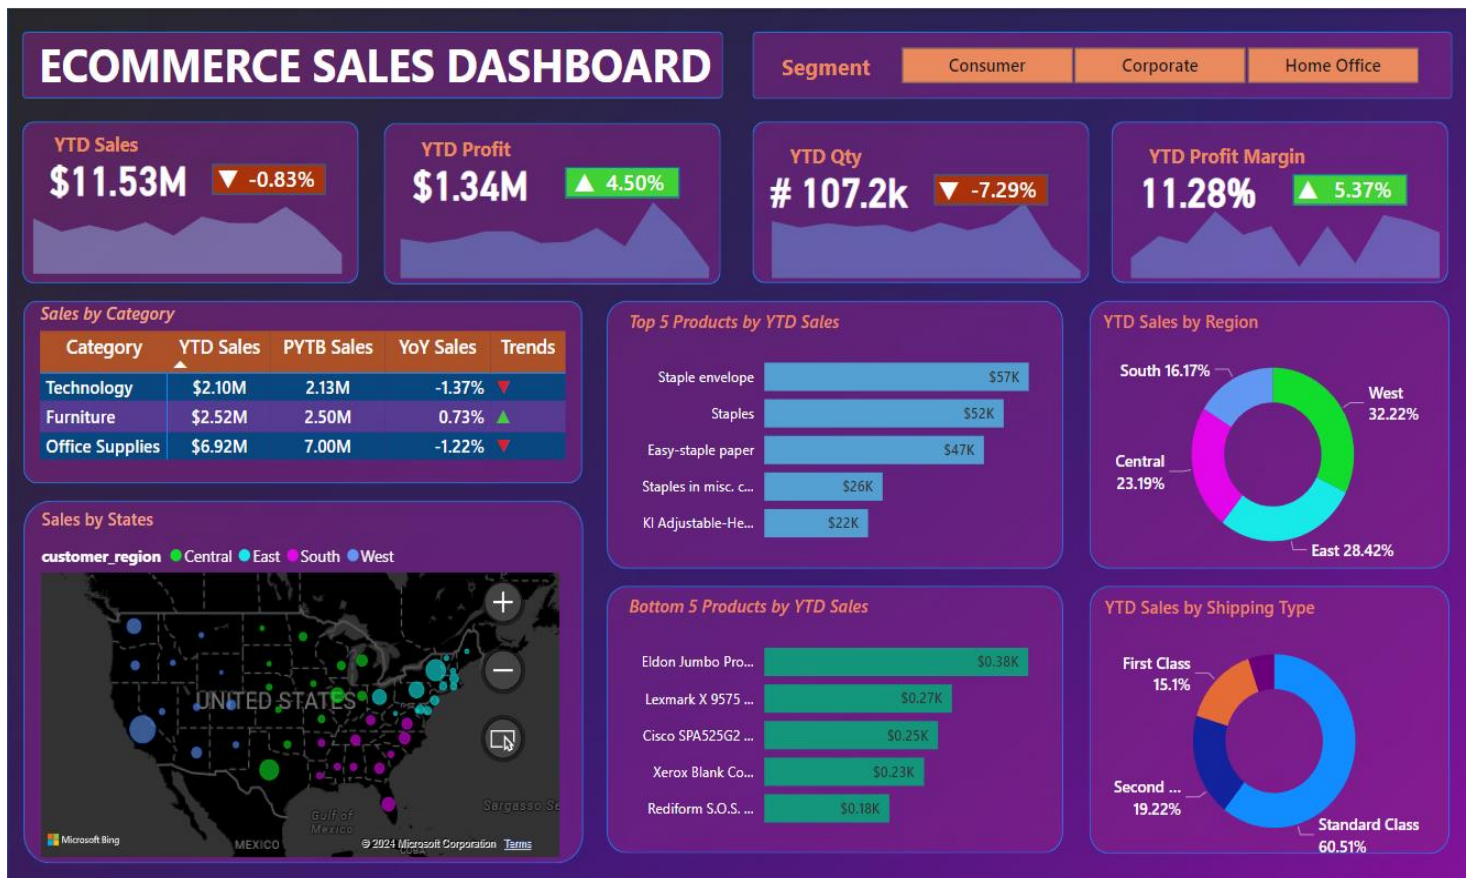 ECOMMERCE SALES DASHBOARD
Segment
Consumer
Corporate
Home Office
YTD Sales
$11.53M
▼ -0.83%
YTD Profit
$1.34M
▲ 4.50%
YTD Qty
# 107.2k
▼ -7.29%
YTD Profit Margin
11.28%
▲ 5.37%
Sales by Category
Category YTD Sales PYTB Sales YoY Sales Trends
Technology $2.10M 2.13M -1.37% ▼
Furniture $2.52M 2.50M 0.73% ▲
Office Supplies $6.92M 7.00M -1.22% ▼
Top 5 Products by YTD Sales
Staple envelope $57K
Staples $52K
Easy-staple paper $47K
Staples in misc. c... $26K
KI Adjustable-He... $22K
YTD Sales by Region
South 16.17%
West
32.22%
Central
23.19%
East 28.42%
Sales by States
customer_region Central East South West
UNITED STATES
Gulf of
Mexico
MEXICO
CUBA
Sargasso Se
Microsoft Bing
© 2024 Microsoft Corporation Terms
Bottom 5 Products by YTD Sales
Eldon Jumbo Pro... $0.38K
Lexmark X 9575 ... $0.27K
Cisco SPA525G2 ... $0.25K
Xerox Blank Co... $0.23K
Rediform S.O.S. ... $0.18K
YTD Sales by Shipping Type
First Class
15.1%
Second ...
19.22%
Standard Class
60.51%